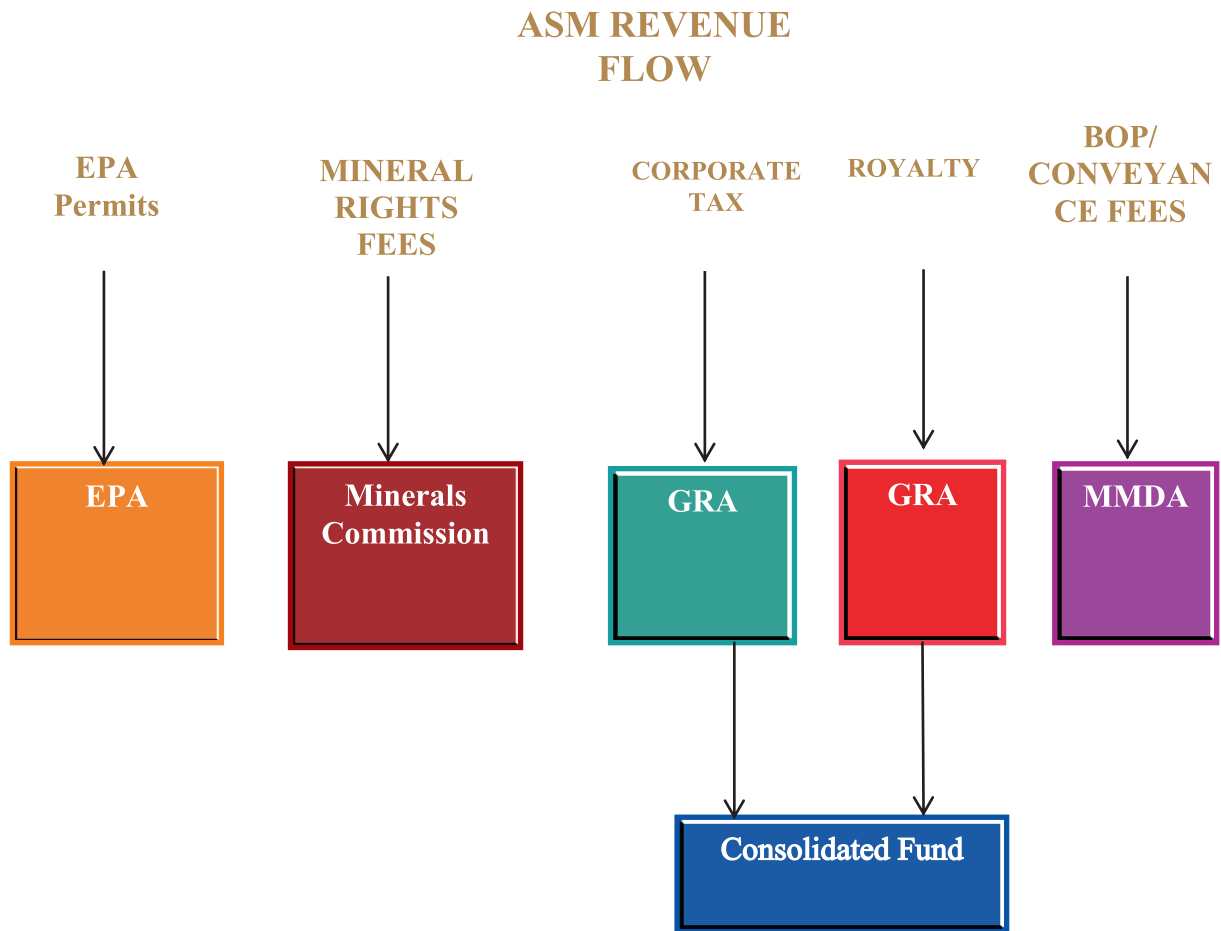 ASM REVENUE
FLOW
EPA
Permits
MINERAL
RIGHTS
FEES
CORPORATE
TAX
ROYALTY
BOP/
CONVEYAN
CE FEES
EPA
Minerals
Commission
GRA
GRA
MMDA
Consolidated Fund